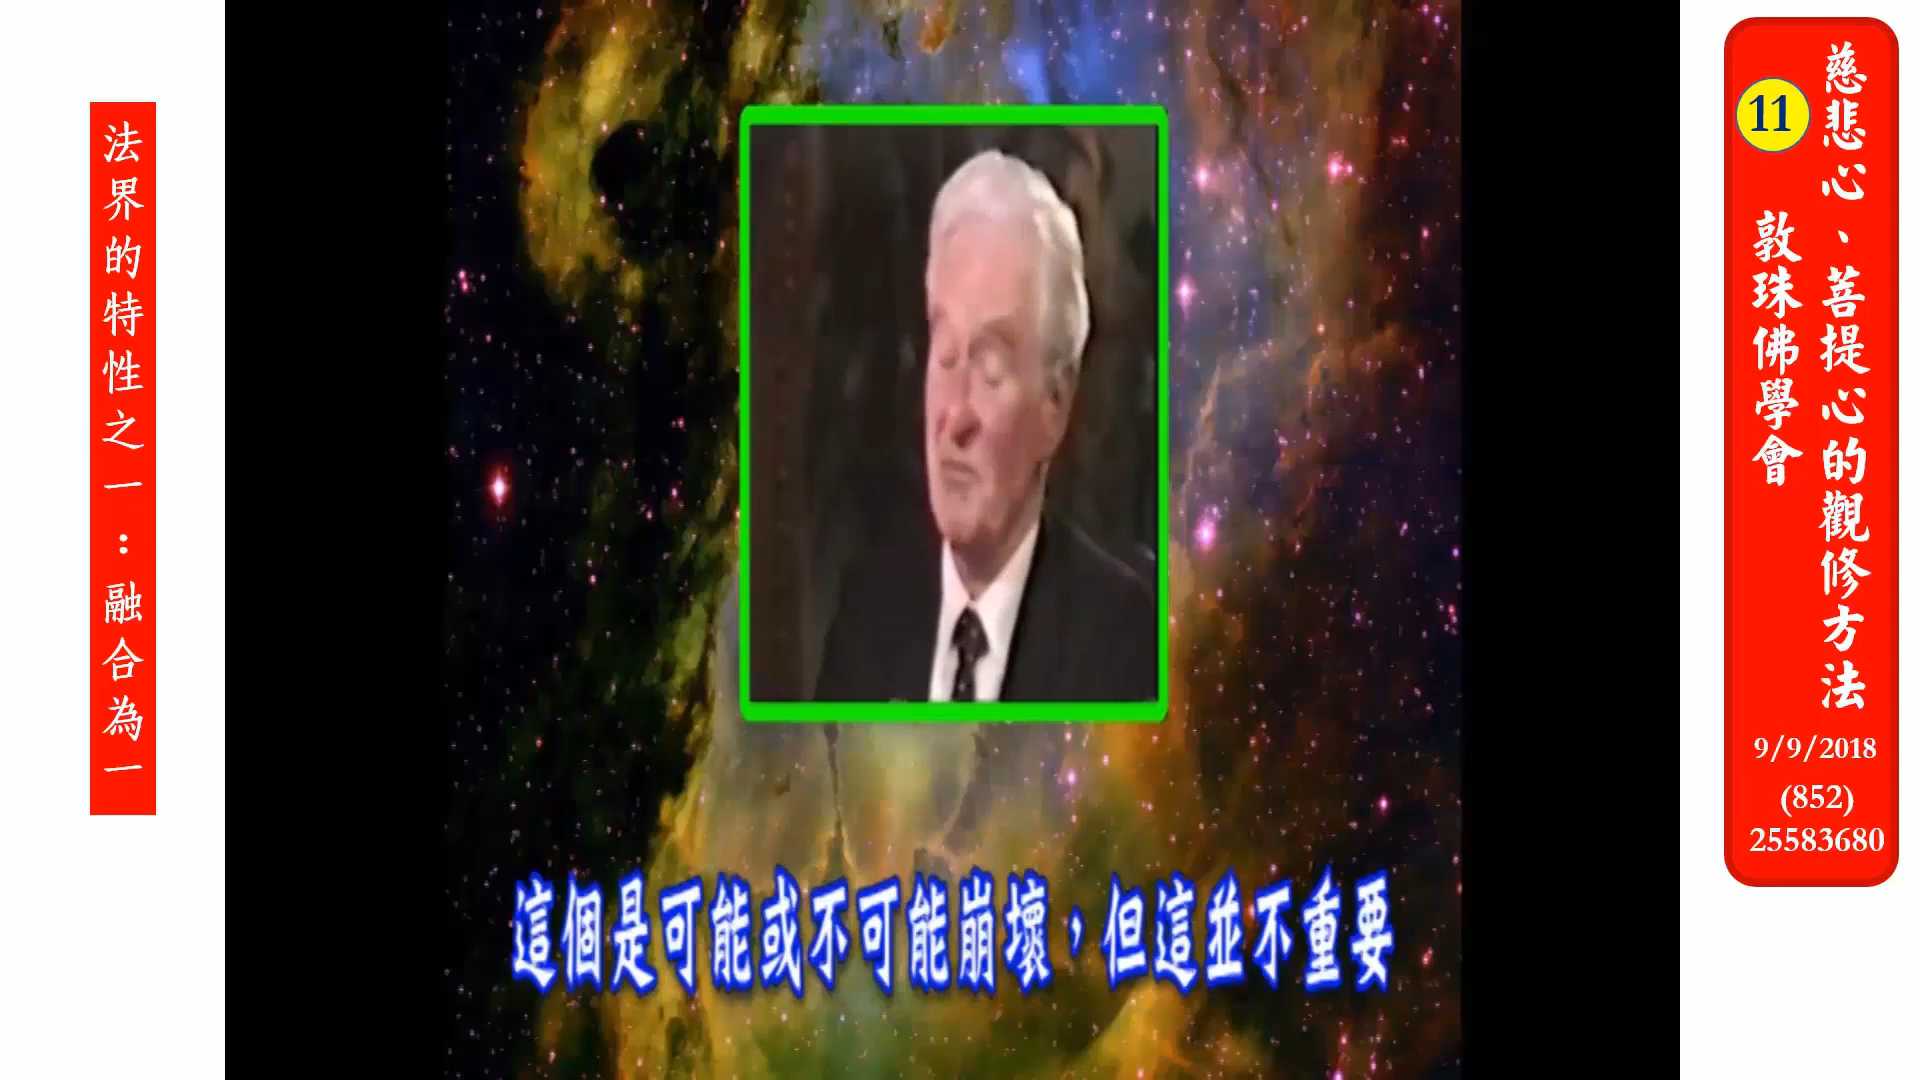 法界的特性之一：融合為一
這個是可能或不可能崩壞，但這並不重要
慈悲心、菩提心的觀修方法
11
敦珠佛學會
9/9/2018
(852)
25583680